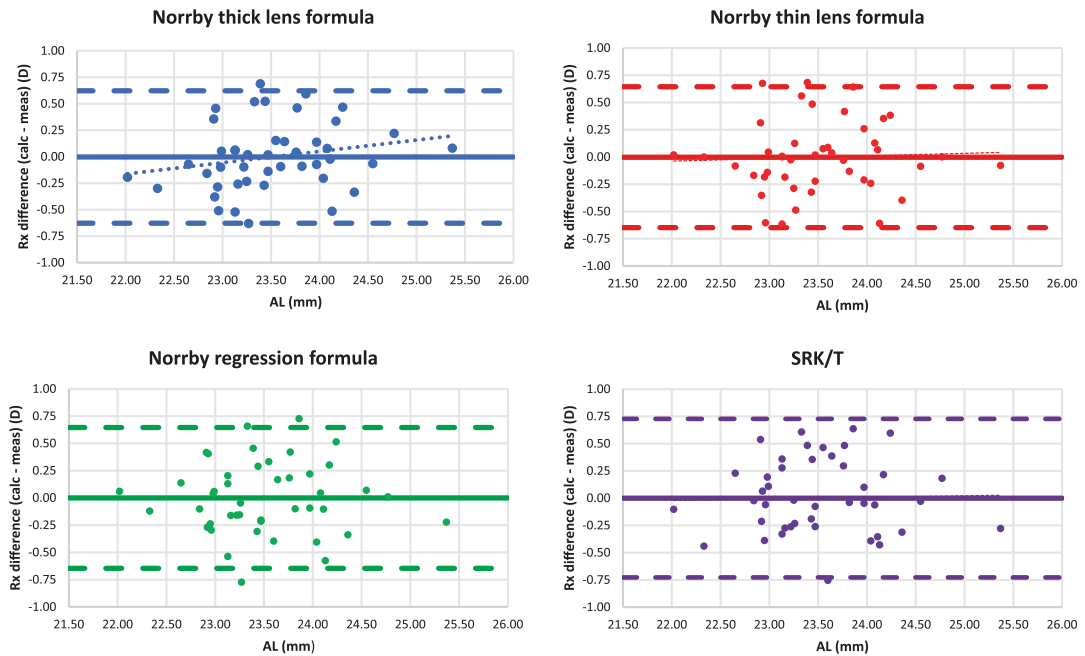 Norrby thick lens formula
1.00
0.75
0.50
0.25
0.00
-0.25
-0.50
-0.75
-1.00
Rx difference (calc - meas) (D)
21.50 22.00 22.50 23.00 23.50 24.00 24.50 25.00 25.50 26.00
AL (mm)
Norrby thin lens formula
1.00
0.75
0.50
0.25
0.00
-0.25
-0.50
-0.75
-1.00
Rx difference (calc - meas) (D)
21.50 22.00 22.50 23.00 23.50 24.00 24.50 25.00 25.50 26.00
AL (mm)
Norrby regression formula
1.00
0.75
0.50
0.25
0.00
-0.25
-0.50
-0.75
-1.00
Rx difference (calc - meas) (D)
21.50 22.00 22.50 23.00 23.50 24.00 24.50 25.00 25.50 26.00
AL (mm)
SRK/T
1.00
0.75
0.50
0.25
0.00
-0.25
-0.50
-0.75
-1.00
Rx difference (calc - meas) (D)
21.50 22.00 22.50 23.00 23.50 24.00 24.50 25.00 25.50 26.00
AL (mm)